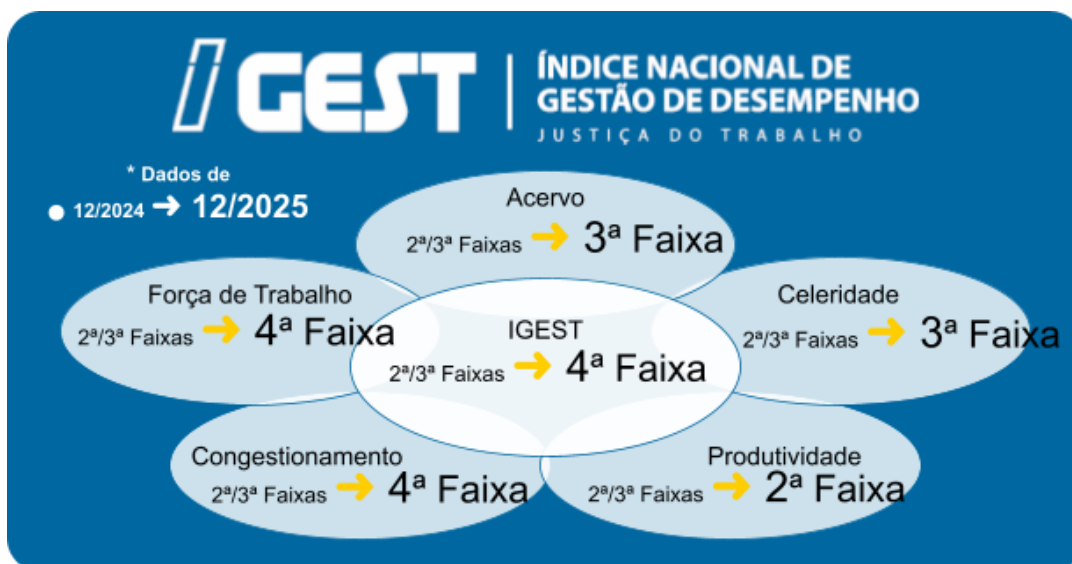 IGEST
ÍNDICE NACIONAL DE
GESTÃO DE DESEMPENHO
JUSTIÇA DO TRABALHO
* Dados de
12/2024 ➔ 12/2025
Acervo
2ª/3ª Faixas ➔ 3ª Faixa
Força de Trabalho
2ª/3ª Faixas ➔ 4ª Faixa
Celeridade
2ª/3ª Faixas ➔ 3ª Faixa
IGEST
2ª/3ª Faixas ➔ 4ª Faixa
Congestionamento
2ª/3ª Faixas ➔ 4ª Faixa
Produtividade
2ª/3ª Faixas ➔ 2ª Faixa